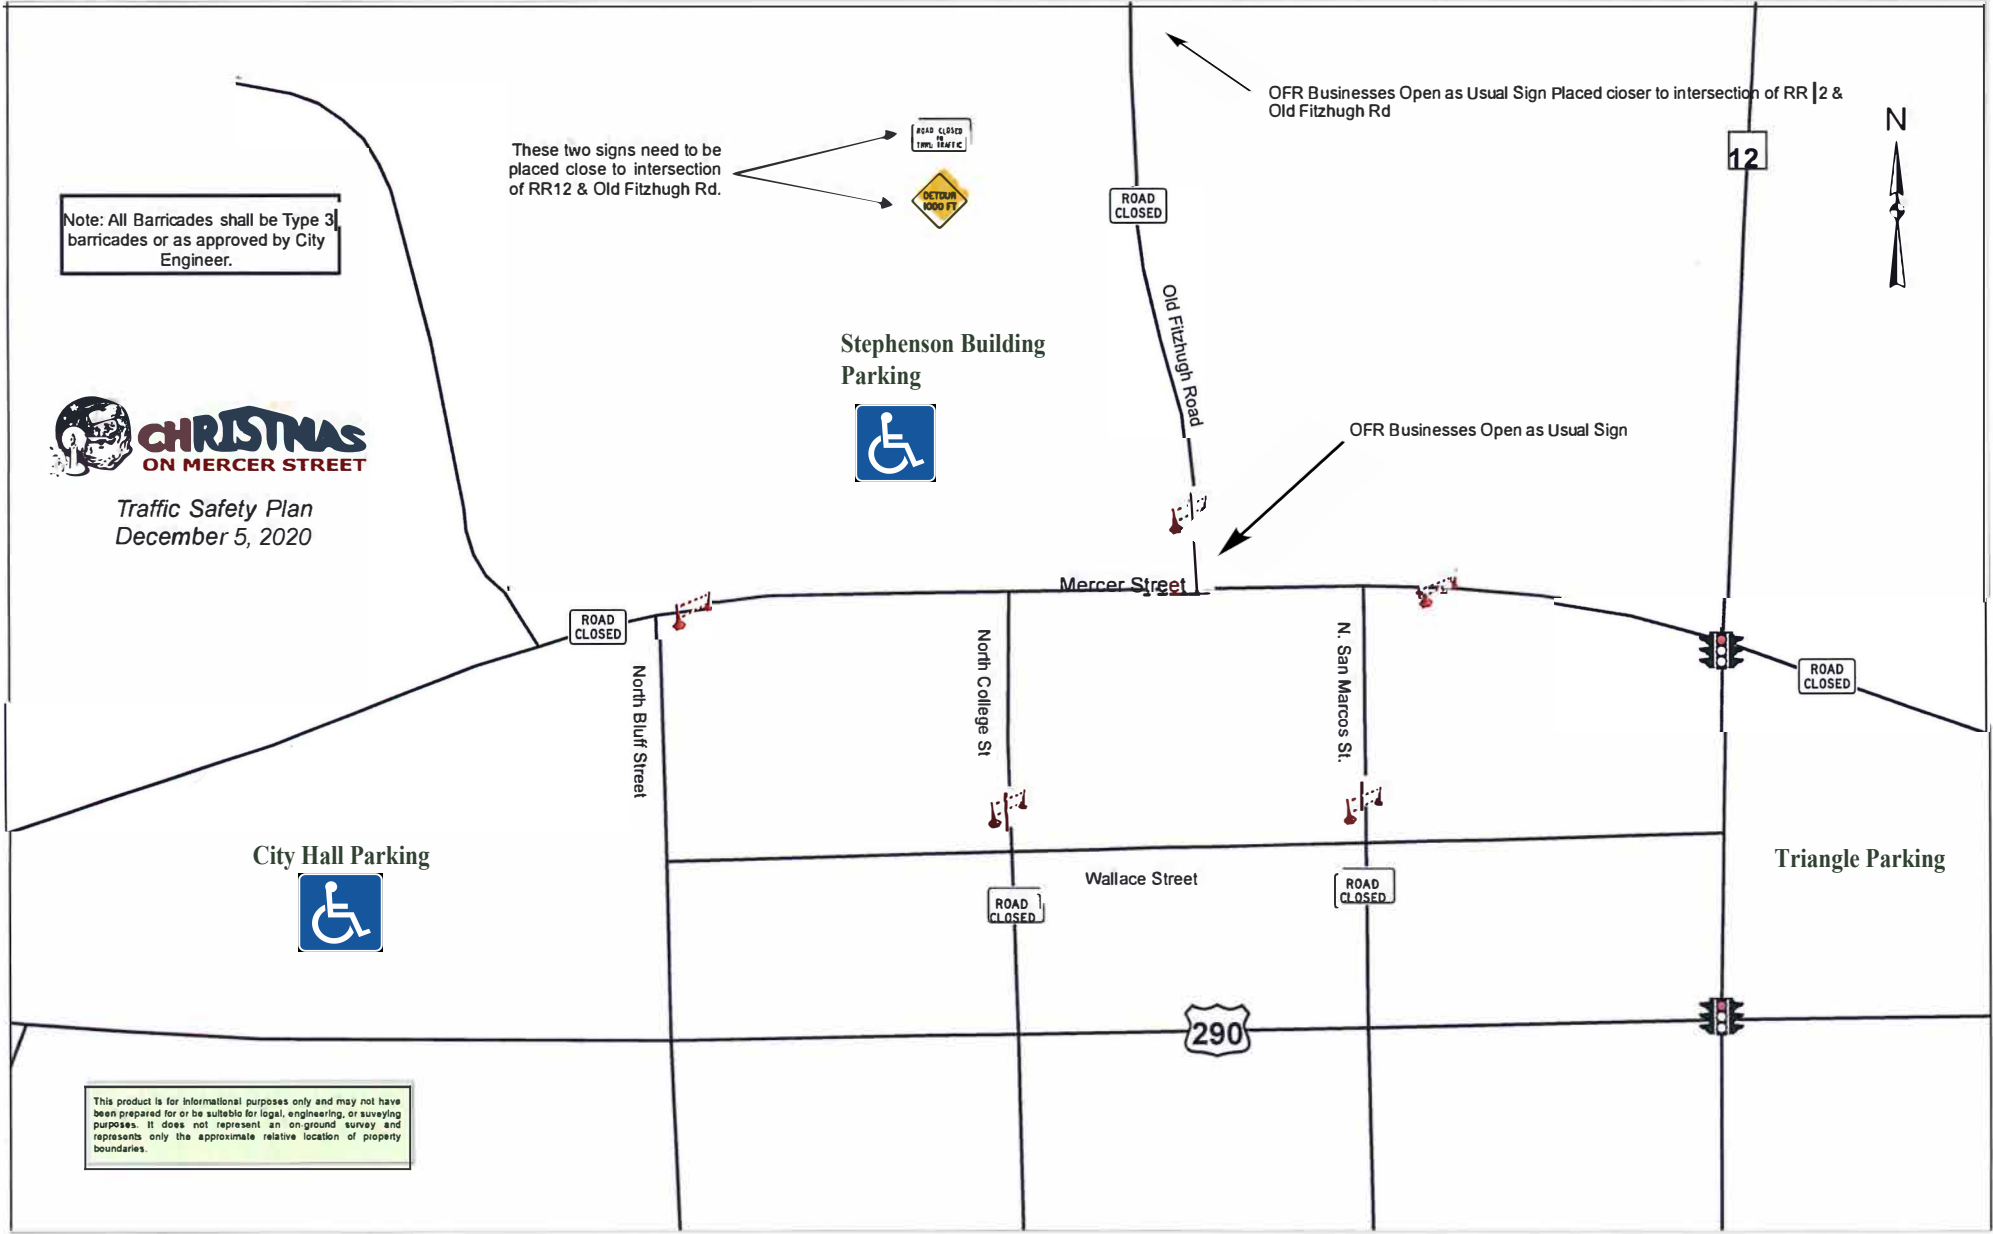 OFR Businesses Open as Usual Sign Placed cioser to intersection of RR 12 &
Old Fitzhugh Rd
N
12
These two signs need to be
placed close to intersection
of RR12 & Old Fitzhugh Rd.
ROAD CLOSED
TO
THRU TRAFFIC
DETOUR
1000 FT
ROAD
CLOSED
Note: All Barricades shall be Type 3
barricades or as approved by City
Engineer.
Old Fitzhugh Road
Stephenson Building
Parking
CHRISTMAS
ON MERCER STREET
Traffic Safety Plan
December 5, 2020
OFR Businesses Open as Usual Sign
Mercer Street
ROAD
CLOSED
North Bluff Street
North College St
N. San Marcos St.
ROAD
CLOSED
City Hall Parking
Triangle Parking
Wallace Street
ROAD
CLOSED
ROAD
CLOSED
290
This product is for informational purposes only and may not have
been prepared for or be suiteblo for logal, engineering, or suveying
purposes. It does not represent an on-ground survey and
represents only the approximate relative location of property
boundaries.